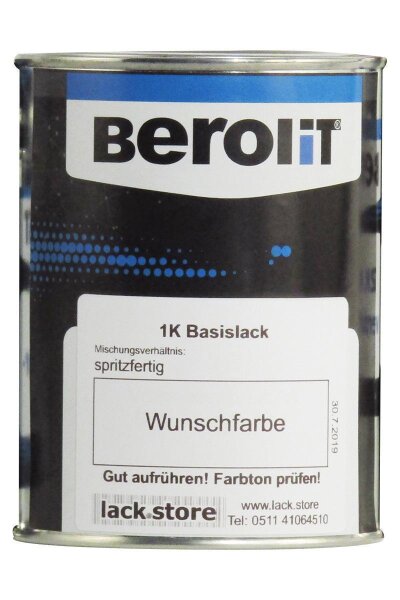 Berolit®
1K Basislack
Mischungsverhältnis:
spritzfertig
Wunschfarbe
30.7.2019
Gut aufrühren! Farbton prüfen!
lack.store
www.lack.store
Tel: 0511 41064510